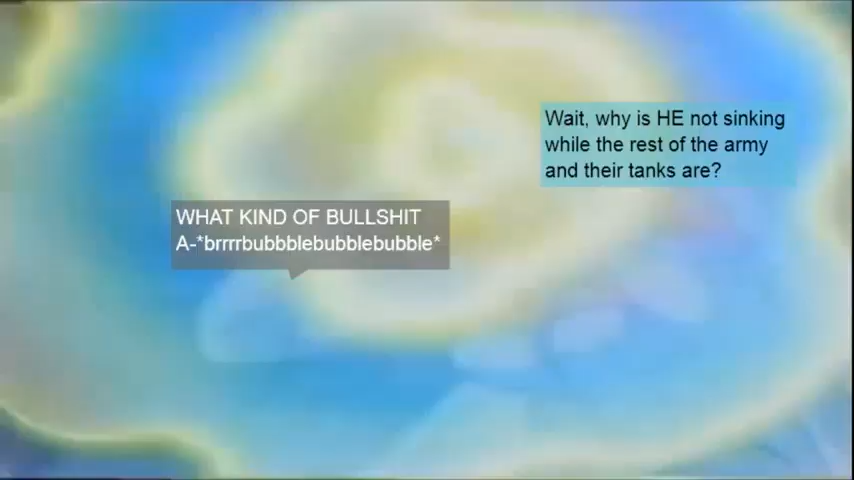 Wait, why is HE not sinking
while the rest of the army
and their tanks are?
WHAT KIND OF BULLSHIT
A-*brrrrbubbblebubblebubble*